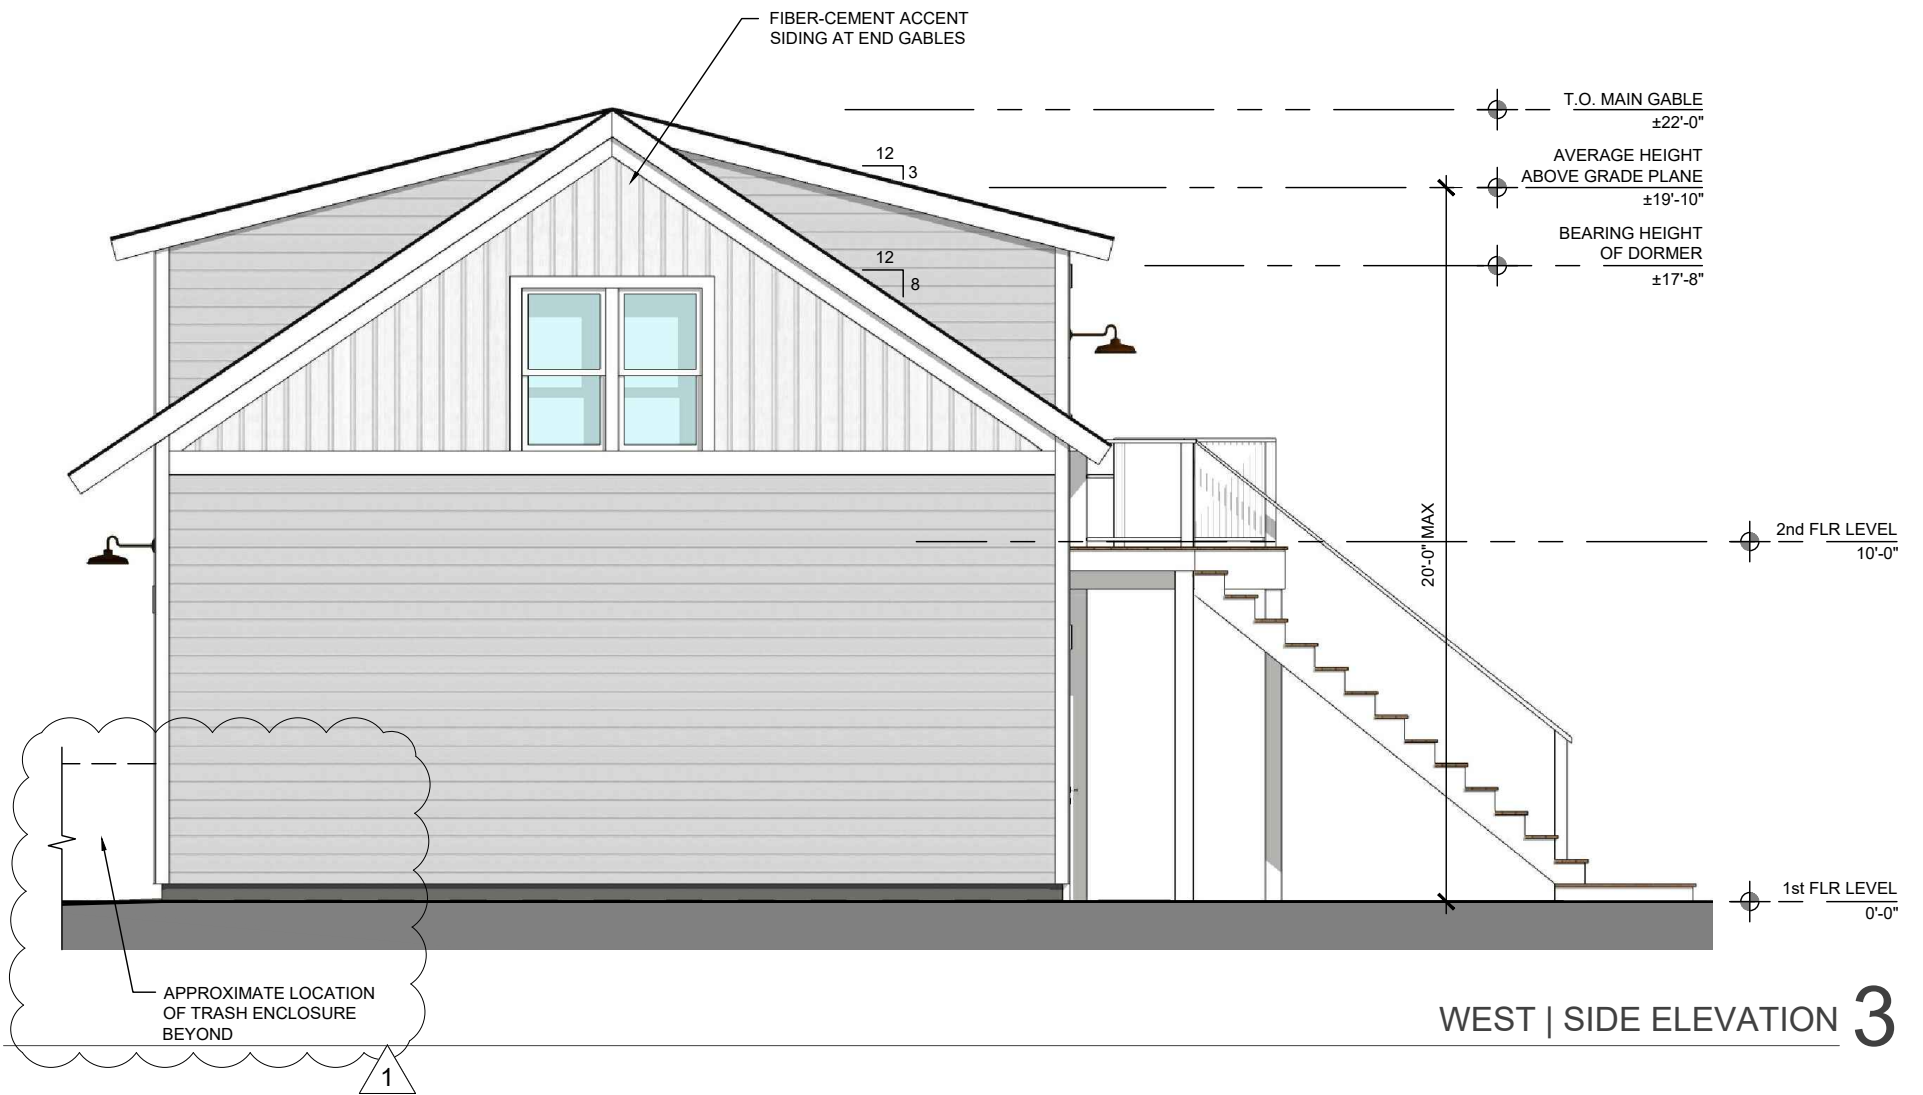 FIBER-CEMENT ACCENT
SIDING AT END GABLES
T.O. MAIN GABLE
±22'-0"
12
3
AVERAGE HEIGHT
ABOVE GRADE PLANE
±19'-10"
BEARING HEIGHT
OF DORMER
±17'-8"
12
8
20'-0" MAX
2nd FLR LEVEL
10'-0"
1st FLR LEVEL
0'-0"
APPROXIMATE LOCATION
OF TRASH ENCLOSURE
BEYOND
1
WEST | SIDE ELEVATION 3